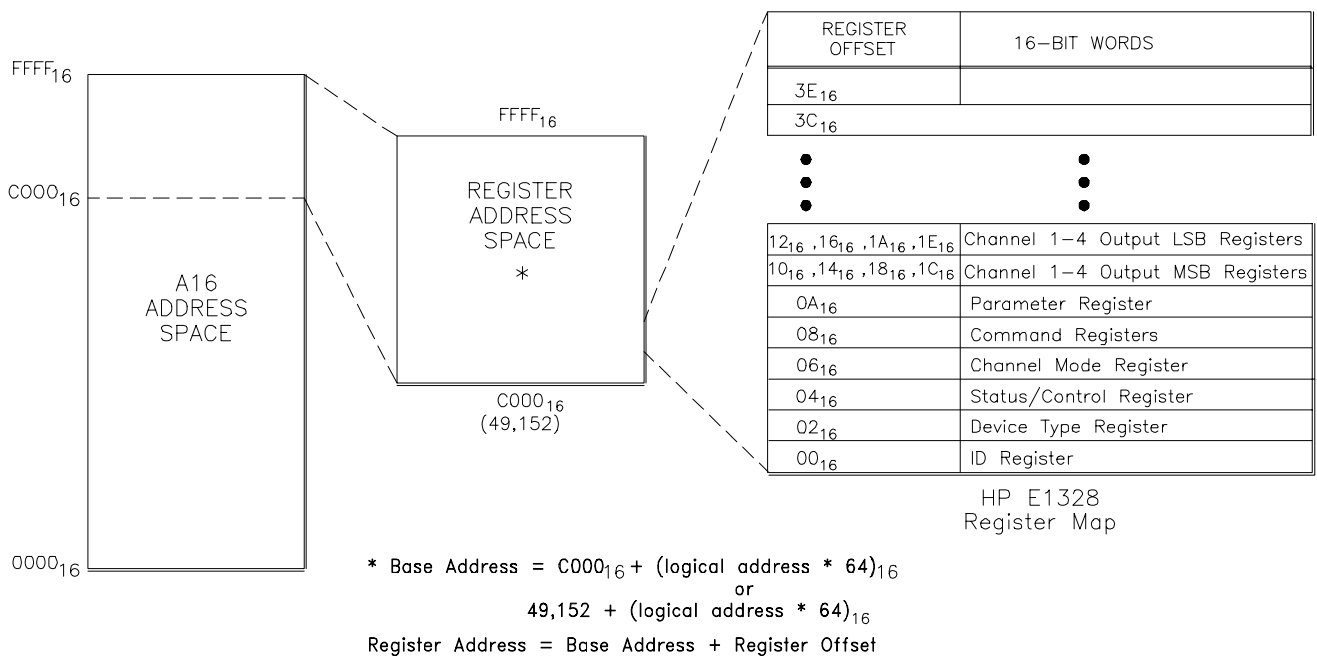 FFFF16
C00016
A16
ADDRESS
SPACE
000016
FFFF16
REGISTER
ADDRESS
SPACE
*
C00016
(49,152)
REGISTER
OFFSET
16-BIT WORDS
3E16
3C16
1216 ,1616 ,1A16 ,1E16 Channel 1-4 Output LSB Registers
1016 ,1416 ,1816 ,1C16 Channel 1-4 Output MSB Registers
0A16 Parameter Register
0816 Command Registers
0616 Channel Mode Register
0416 Status/Control Register
0216 Device Type Register
0016 ID Register
HP E1328
Register Map
* Base Address = C00016 + (logical address * 64)16
or
49,152 + (logical address * 64)16
Register Address = Base Address + Register Offset